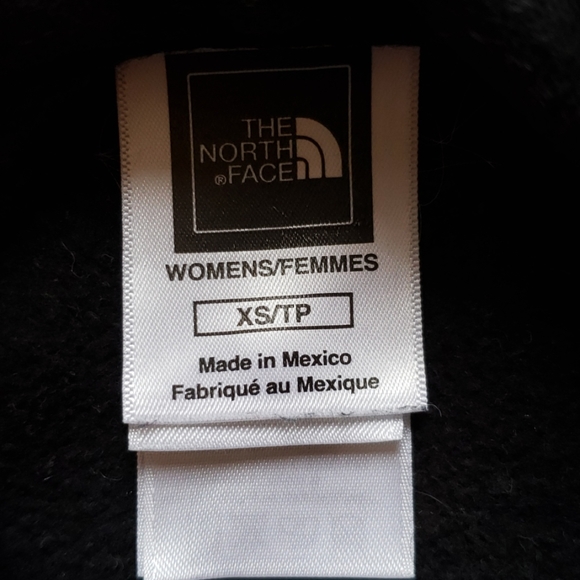 THE
NORTH
®FACE
WOMENS/FEMMES
XS/TP
Made in Mexico
Fabriqué au Mexique